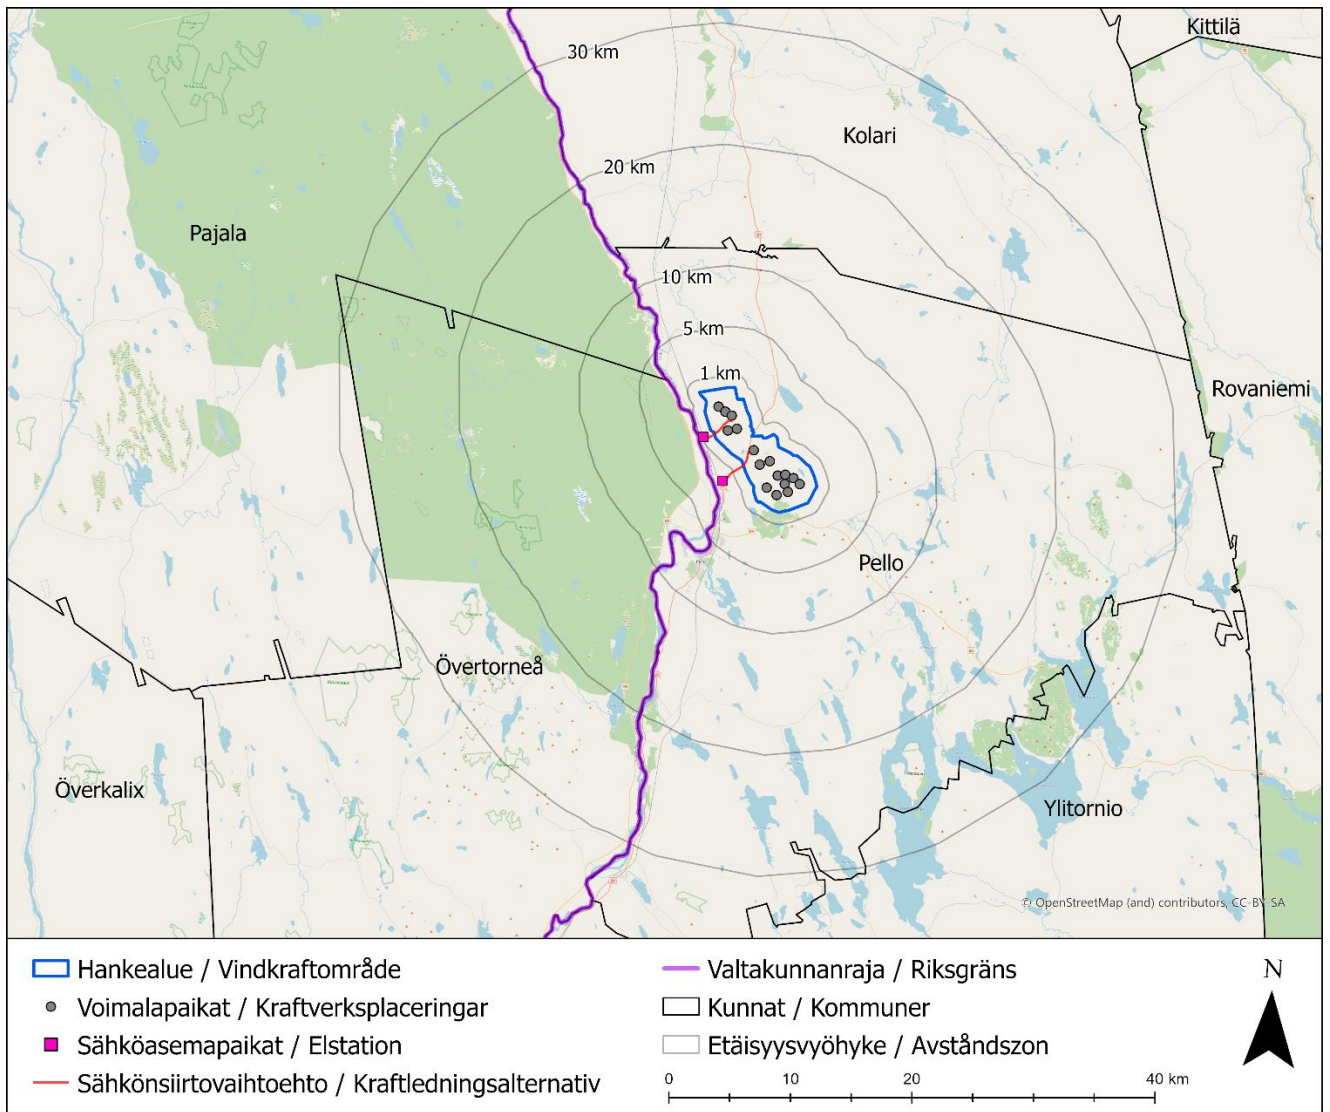 Kittilä
30 km
Kolari
20 km
Pajala
10 km
5 km
1 km
Rovaniemi
Pello
Övertorneå
Överkalix
Ylitornio
© OpenStreetMap (and) contributors, CC-BY-SA
Hankealue / Vindkraftområde
Voimalapaikat / Kraftverksplaceringar
Sähköasemapaikat / Elstation
Sähkönsiirtovaihtoehto / Kraftledningsalternativ
Valtakunnanraja / Riksgräns
Kunnat / Kommuner
Etäisyysvyöhyke / Avståndszon
0 10 20 40 km
N